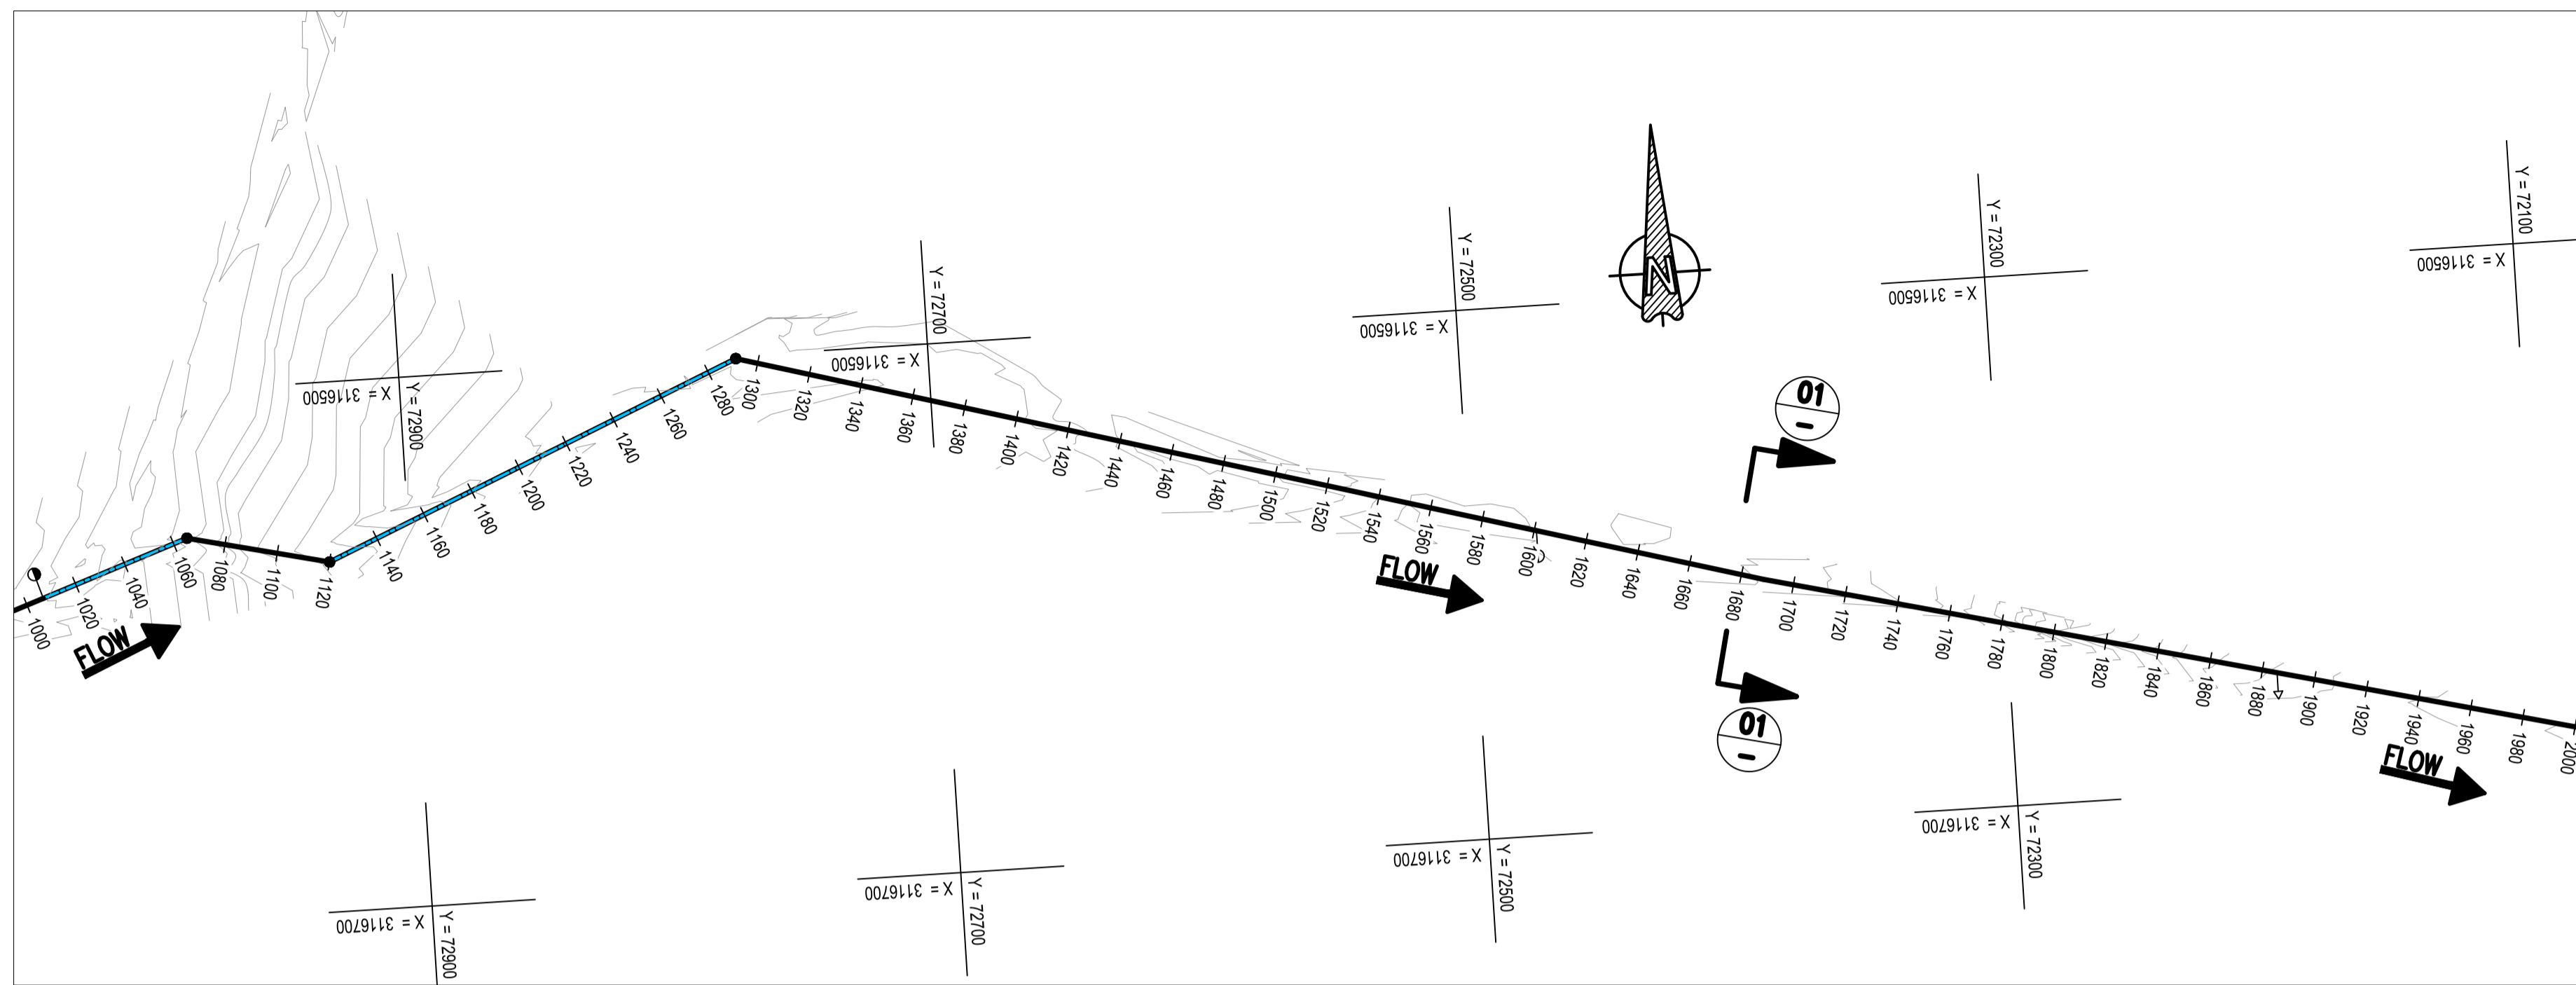 Y = 72100
X = 3116500
Y = 72300
X = 3116500
Y = 72500
X = 3116500
Y = 72700
X = 3116500
Y = 72900
X = 3116500
N
01
-
1000
1020
1040
1060
1080
1100
1120
1140
1160
1180
1200
1220
1240
1260
1280
1300
1320
1340
1360
1380
1400
1420
1440
1460
1480
1500
1520
1540
1560
1580
1600
1620
1640
1660
1680
1700
1720
1740
1760
1780
1800
1820
1840
1860
1880
1900
1920
1940
1960
1980
2000
FLOW
FLOW
FLOW
01
-
X = 3116700
Y = 72900
X = 3116700
Y = 72700
X = 3116700
Y = 72500
X = 3116700
Y = 72300